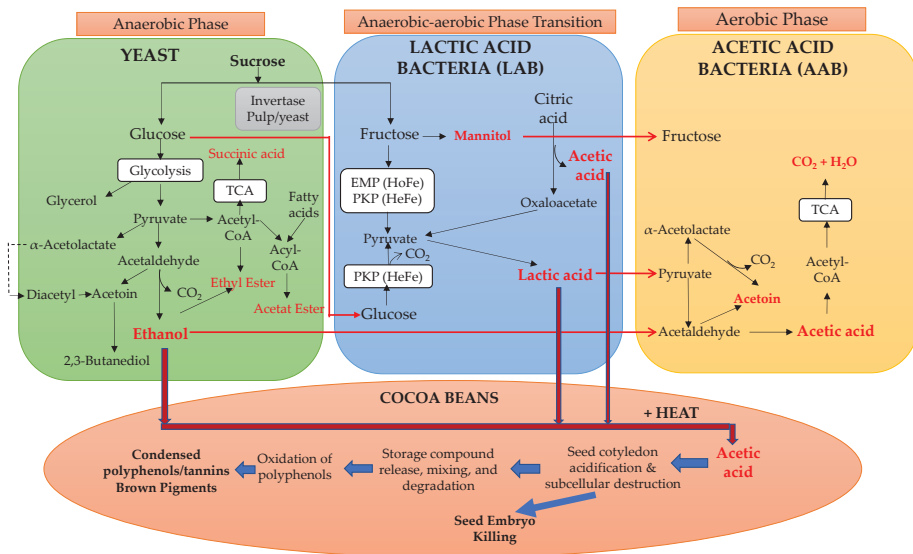 Anaerobic Phase
Anaerobic-aerobic Phase Transition
Aerobic Phase
YEAST
Sucrose
Invertase
Pulp/yeast
Glucose
Glycolysis
Succinic acid
TCA
Glycerol
Pyruvate
Acetyl-
CoA
Fatty
acids
α-Acetolactate
Acyl-
CoA
Acetaldehyde
Diacetyl
Acetoin
CO₂
Ethyl Ester
Acetat Ester
Ethanol
2,3-Butanediol
LACTIC ACID
BACTERIA (LAB)
Citric
acid
Fructose
Mannitol
Acetic
acid
EMP (HoFe)
PKP (HeFe)
Oxaloacetate
Pyruvate
CO₂
PKP (HeFe)
Lactic acid
Glucose
ACETIC ACID
BACTERIA (AAB)
Fructose
CO₂ + H₂O
TCA
α-Acetolactate
CO₂
Acetyl-
CoA
Pyruvate
Acetoin
Acetaldehyde
Acetic acid
COCOA BEANS
+ HEAT
Acetic
acid
Seed cotyledon
acidification &
subcellular destruction
Storage compound
release, mixing, and
degradation
Oxidation of
polyphenols
Condensed
polyphenols/tannins
Brown Pigments
Seed Embryo
Killing